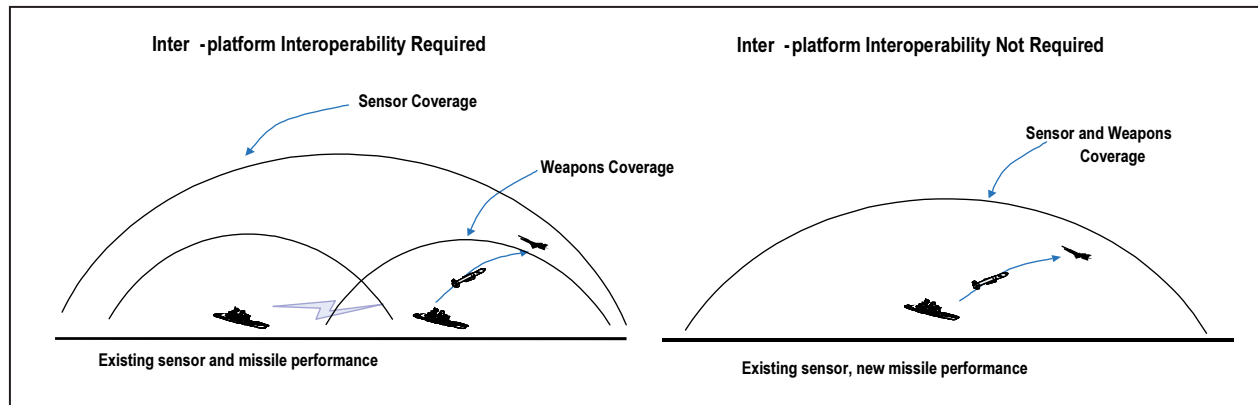 Inter -platform Interoperability Required
Sensor Coverage
Weapons Coverage
Existing sensor and missile performance
Inter -platform Interoperability Not Required
Sensor and Weapons
Coverage
Existing sensor, new missile performance